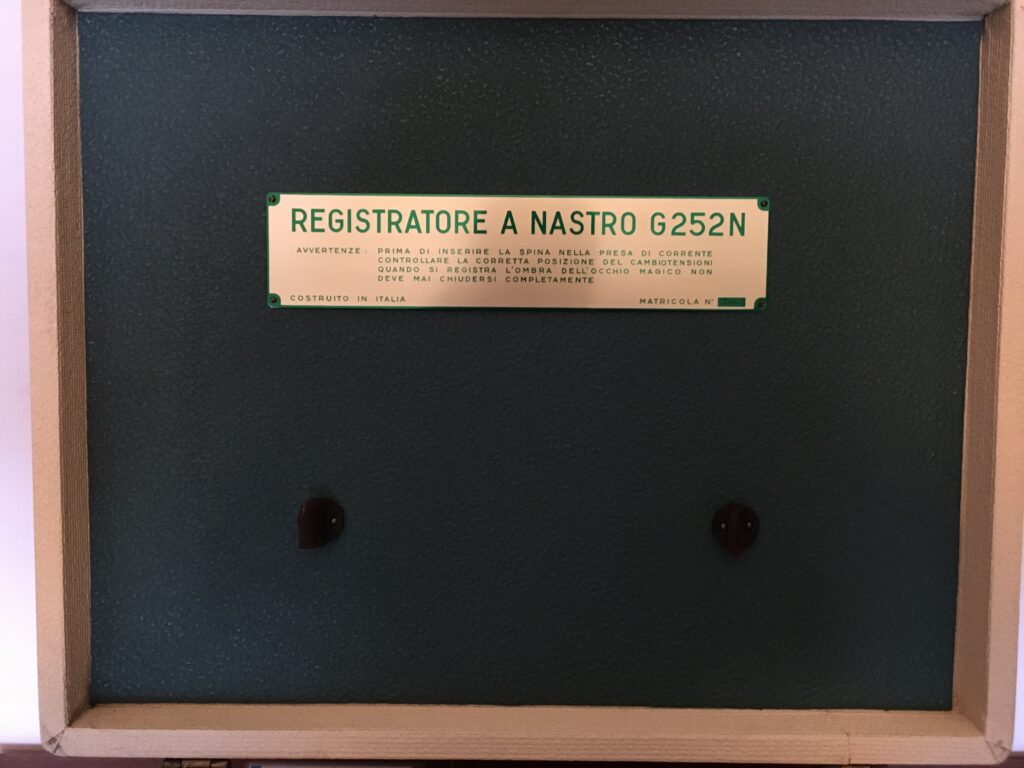 REGISTRATORE A NASTRO G252N
AVVERTENZE: PRIMA DI INSERIRE LA SPINA NELLA PRESA DI CORRENTE
CONTROLLARE LA CORRETTA POSIZIONE DEL CAMBIOTENSIONI
QUANDO SI REGISTRA L'OMBRA DELL'OCCHIO MAGICO NON
DEVE MAI CHIUDERSI COMPLETAMENTE
COSTRUITO IN ITALIA
MATRICOLA N°